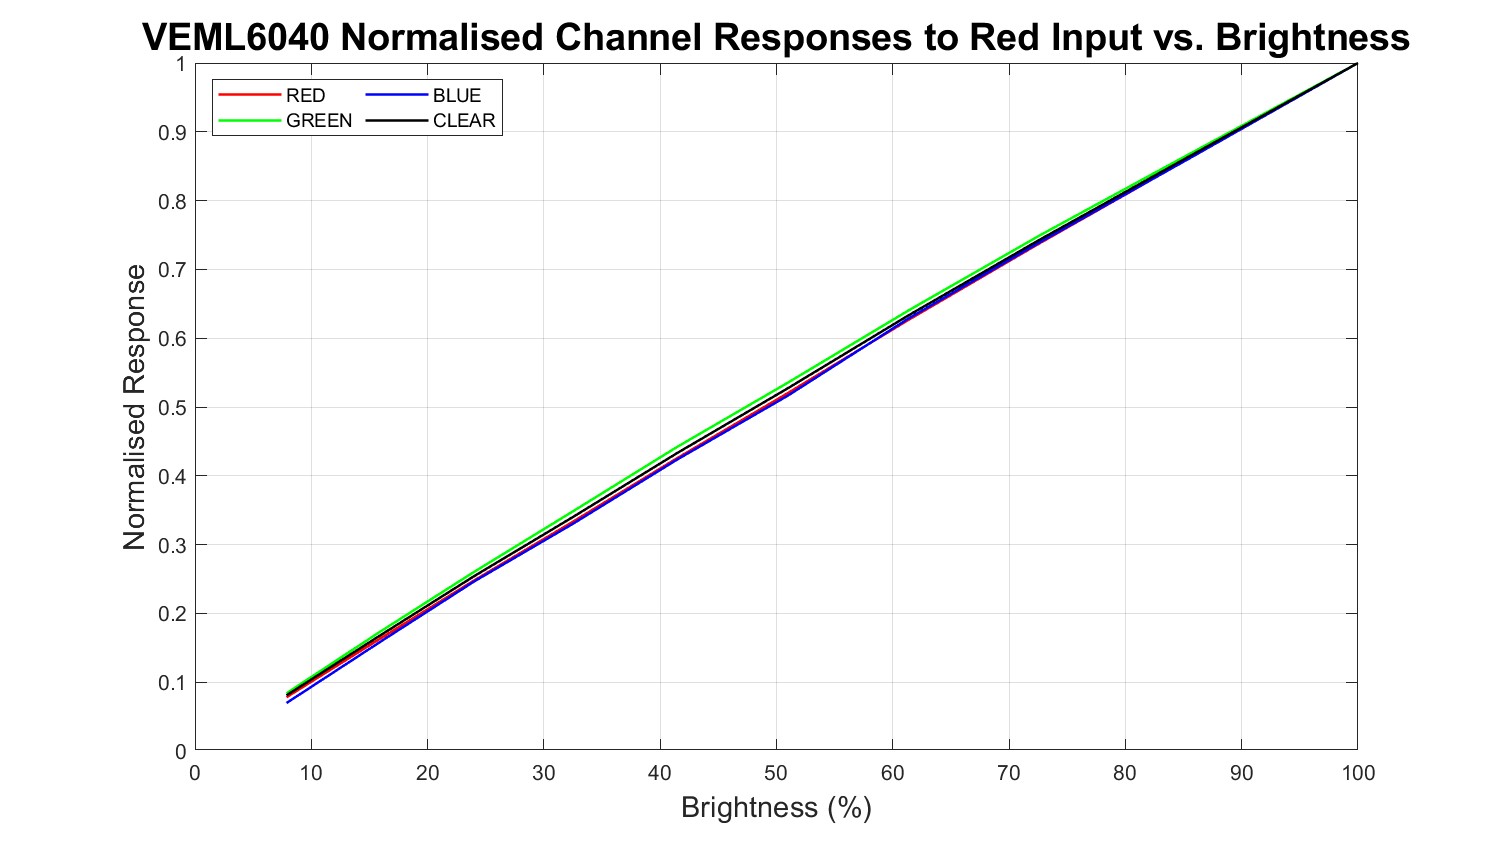 VEML6040 Normalised Channel Responses to Red Input vs. Brightness
RED BLUE
GREEN CLEAR
Normalised Response
1
0.9
0.8
0.7
0.6
0.5
0.4
0.3
0.2
0.1
0
0 10 20 30 40 50 60 70 80 90 100
Brightness (%)